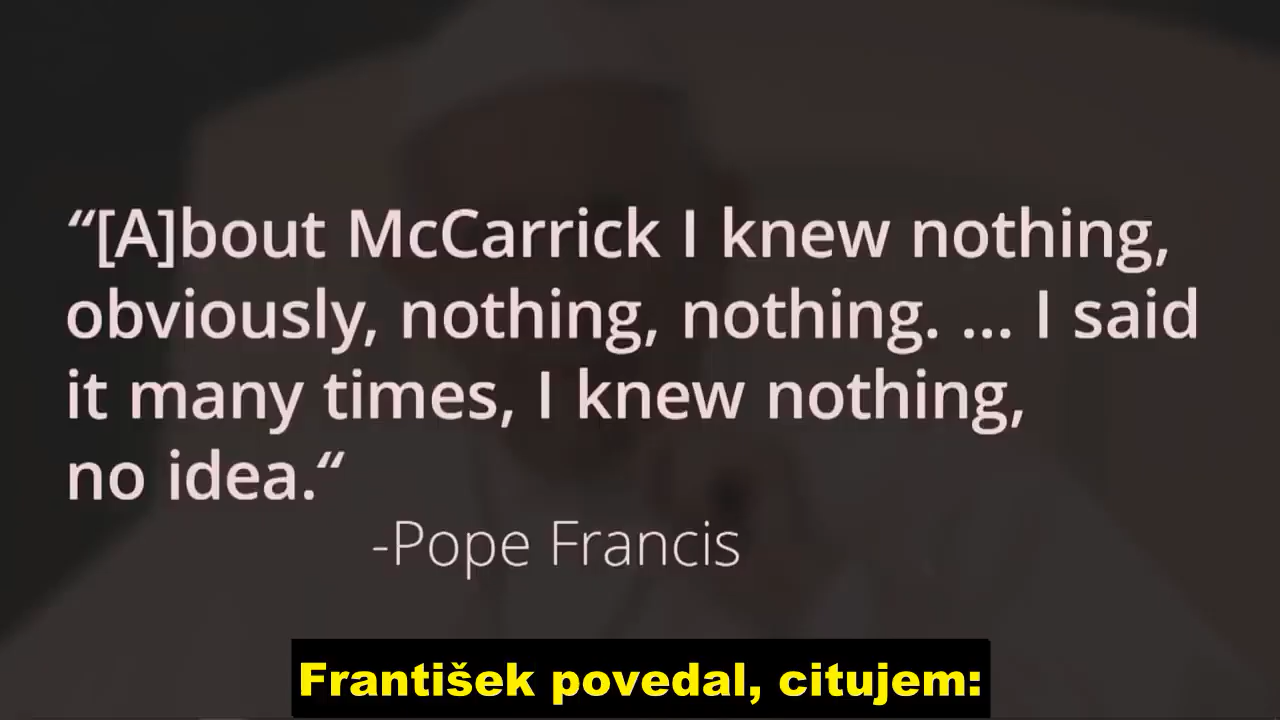 “[A]bout McCarrick I knew nothing,
obviously, nothing, nothing. ... I said
it many times, I knew nothing,
no idea.“
-Pope Francis
František povedal, citujem: